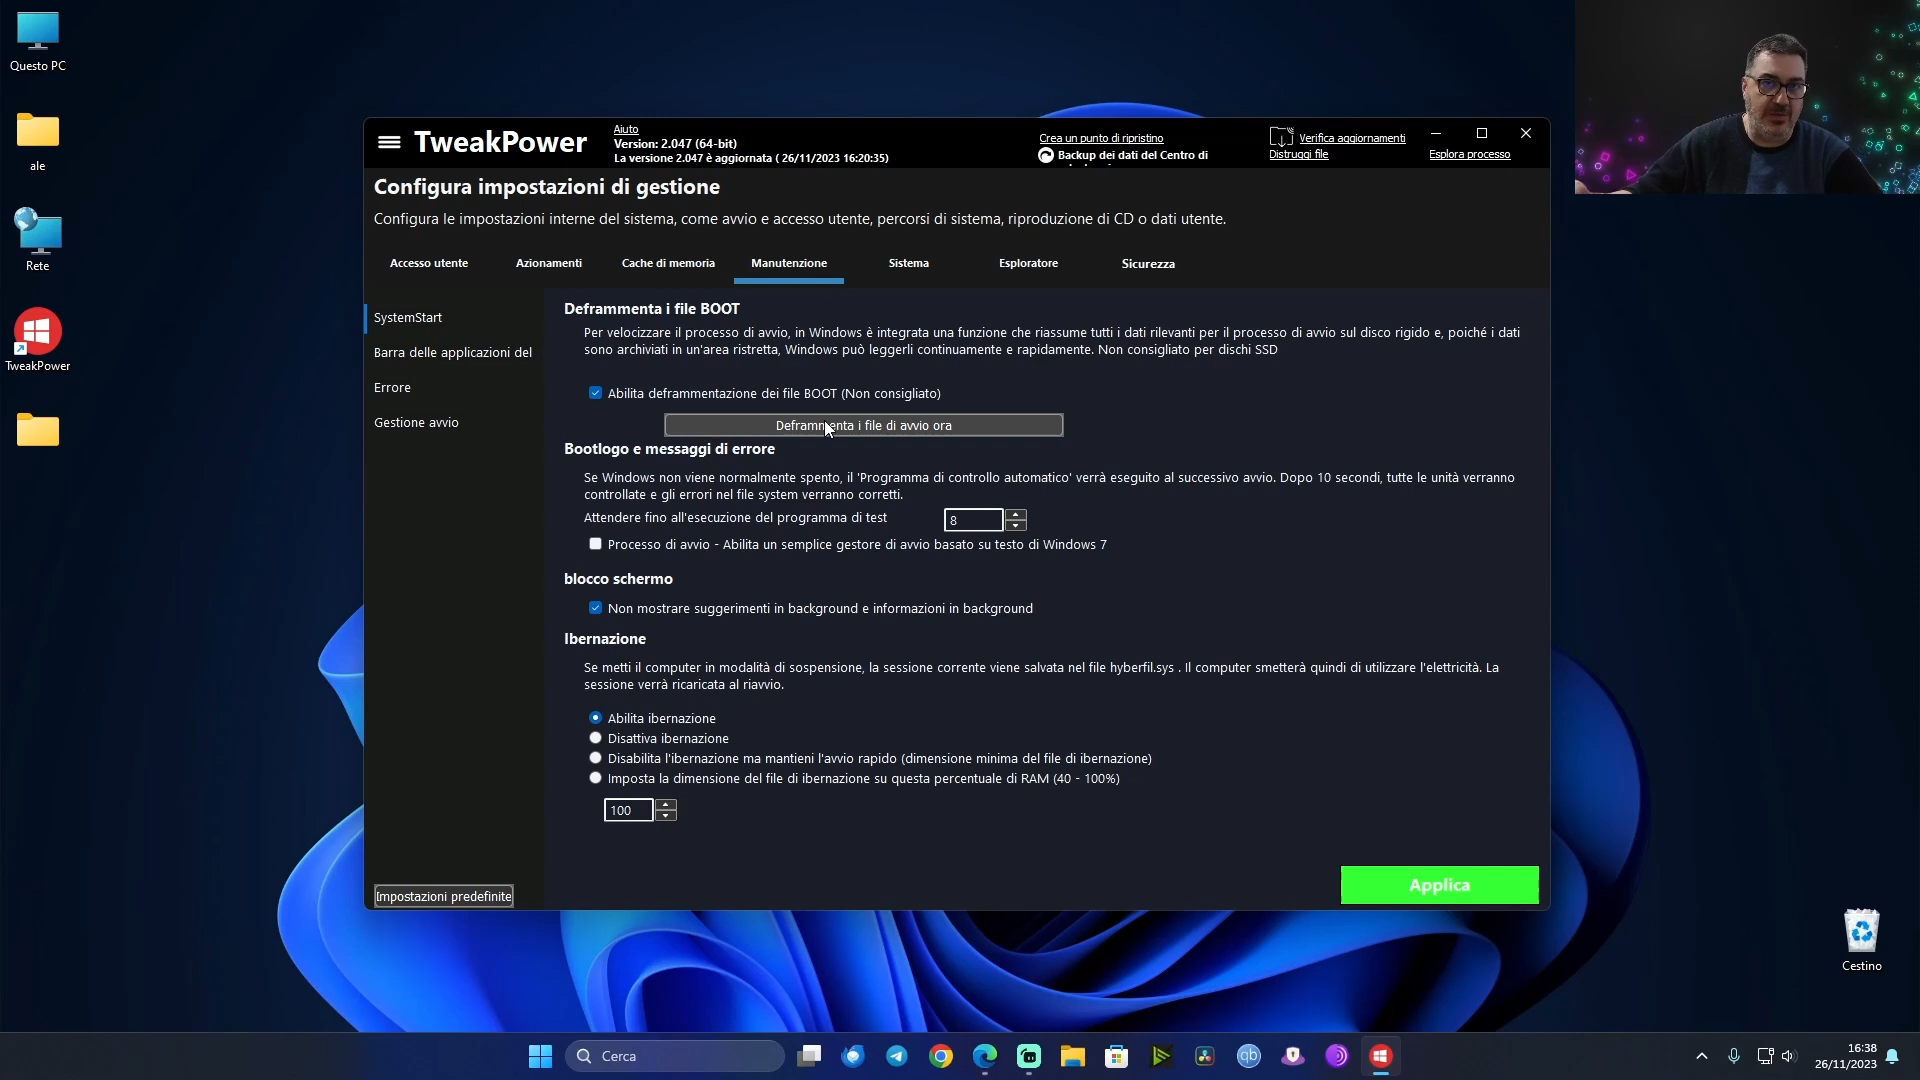 Questo PC
ale
Rete
TweakPower
TweakPower
Aiuto
Version: 2.047 (64-bit)
La versione 2.047 è aggiornata ( 26/11/2023 16:20:35)
Crea un punto di ripristino
Backup dei dati del Centro di
Verifica aggiornamenti
Distruggi file
Esplora processo
Configura impostazioni di gestione
Configura le impostazioni interne del sistema, come avvio e accesso utente, percorsi di sistema, riproduzione di CD o dati utente.
Accesso utente
Azionamenti
Cache di memoria
Manutenzione
Sistema
Esploratore
Sicurezza
SystemStart
Barra delle applicazioni del
Errore
Gestione avvio
Impostazioni predefinite
Deframmenta i file BOOT
Per velocizzare il processo di avvio, in Windows è integrata una funzione che riassume tutti i dati rilevanti per il processo di avvio sul disco rigido e, poiché i dati
sono archiviati in un'area ristretta, Windows può leggerli continuamente e rapidamente. Non consigliato per dischi SSD
Abilita deframmentazione dei file BOOT (Non consigliato)
Deframmenta i file di avvio ora
Bootlogo e messaggi di errore
Se Windows non viene normalmente spento, il 'Programma di controllo automatico' verrà eseguito al successivo avvio. Dopo 10 secondi, tutte le unità verranno
controllate e gli errori nel file system verranno corretti.
Attendere fino all'esecuzione del programma di test
8
Processo di avvio - Abilita un semplice gestore di avvio basato su testo di Windows 7
blocco schermo
Non mostrare suggerimenti in background e informazioni in background
Ibernazione
Se metti il computer in modalità di sospensione, la sessione corrente viene salvata nel file hyberfil.sys . Il computer smetterà quindi di utilizzare l'elettricità. La
sessione verrà ricaricata al riavvio.
Abilita ibernazione
Disattiva ibernazione
Disabilita l'ibernazione ma mantieni l'avvio rapido (dimensione minima del file di ibernazione)
Imposta la dimensione del file di ibernazione su questa percentuale di RAM (40 - 100%)
100
Applica
Cestino
Cerca
qb
16:38
26/11/2023